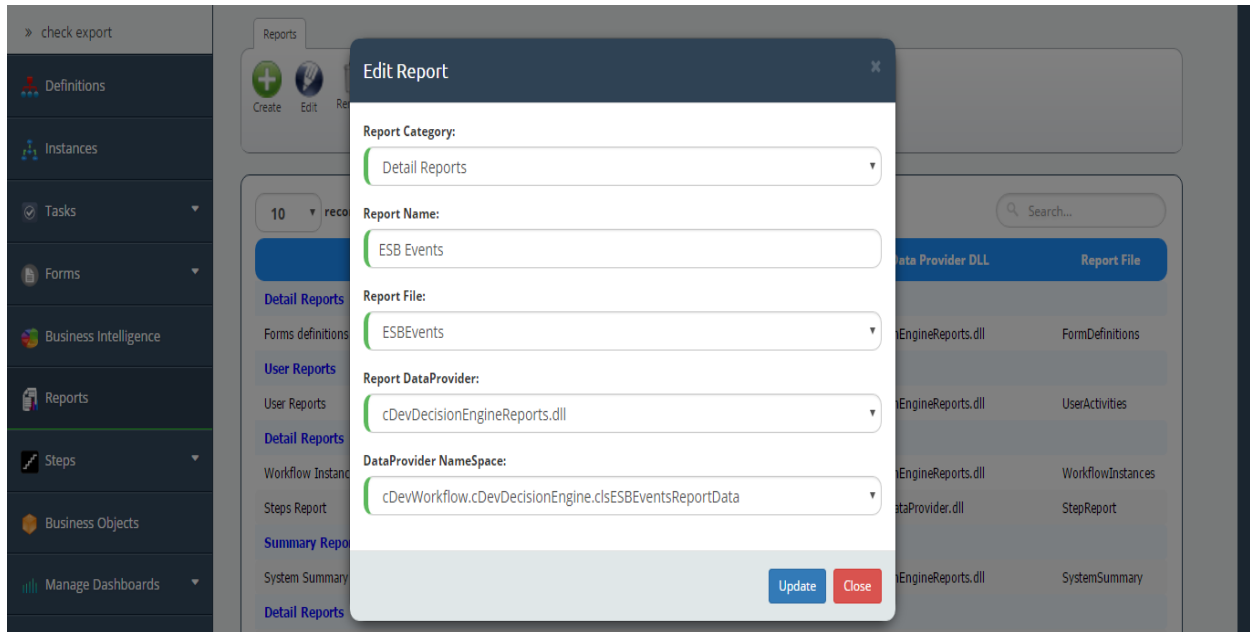 » check export
Definitions
Instances
Tasks
Forms
Business Intelligence
Reports
Steps
Business Objects
Manage Dashboards
Reports
Create Edit
10 reco
Search...
Data Provider DLL Report File
Detail Reports
Forms definitions nEngineReports.dll FormDefinitions
User Reports
User Reports nEngineReports.dll UserActivities
Detail Reports
Workflow Instanc nEngineReports.dll WorkflowInstances
Steps Report ataProvider.dll StepReport
Summary Repo
System Summary nEngineReports.dll SystemSummary
Detail Reports
Edit Report
×
Report Category:
Detail Reports
Report Name:
ESB Events
Report File:
ESBEvents
Report DataProvider:
cDevDecisionEngineReports.dll
DataProvider NameSpace:
cDevWorkflow.cDevDecisionEngine.clsESBEventsReportData
Update Close